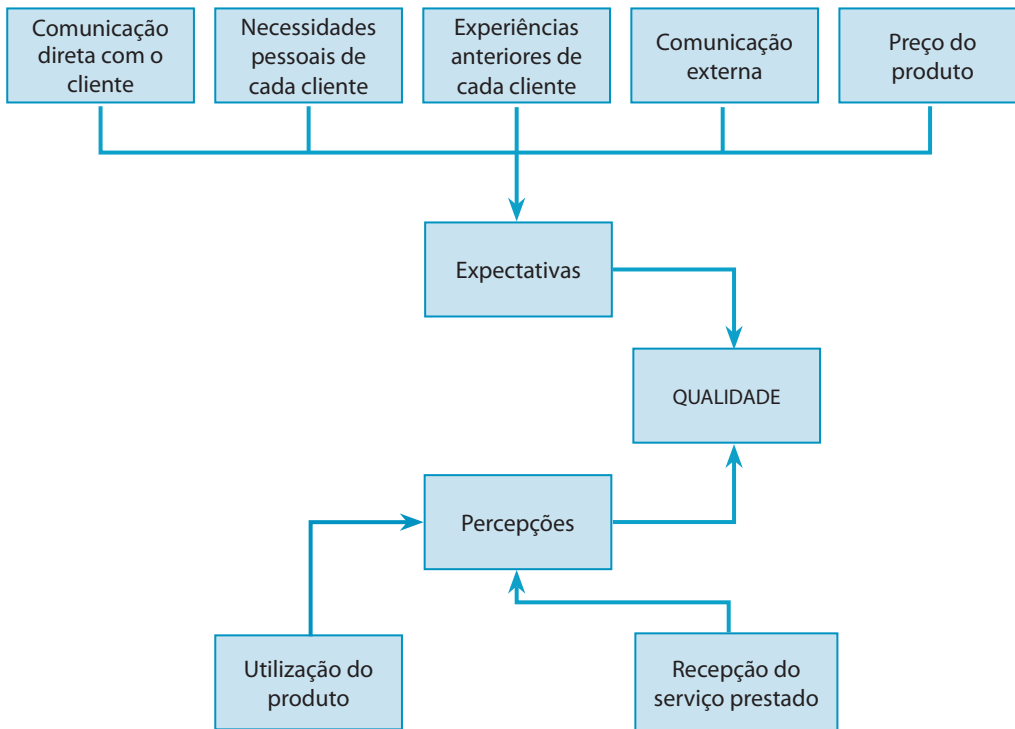 Comunicação
direta com o
cliente
Necessidades
pessoais de
cada cliente
Experiências
anteriores de
cada cliente
Comunicação
externa
Preço do
produto
Expectativas
QUALIDADE
Percepções
Utilização do
produto
Recepção do
serviço prestado